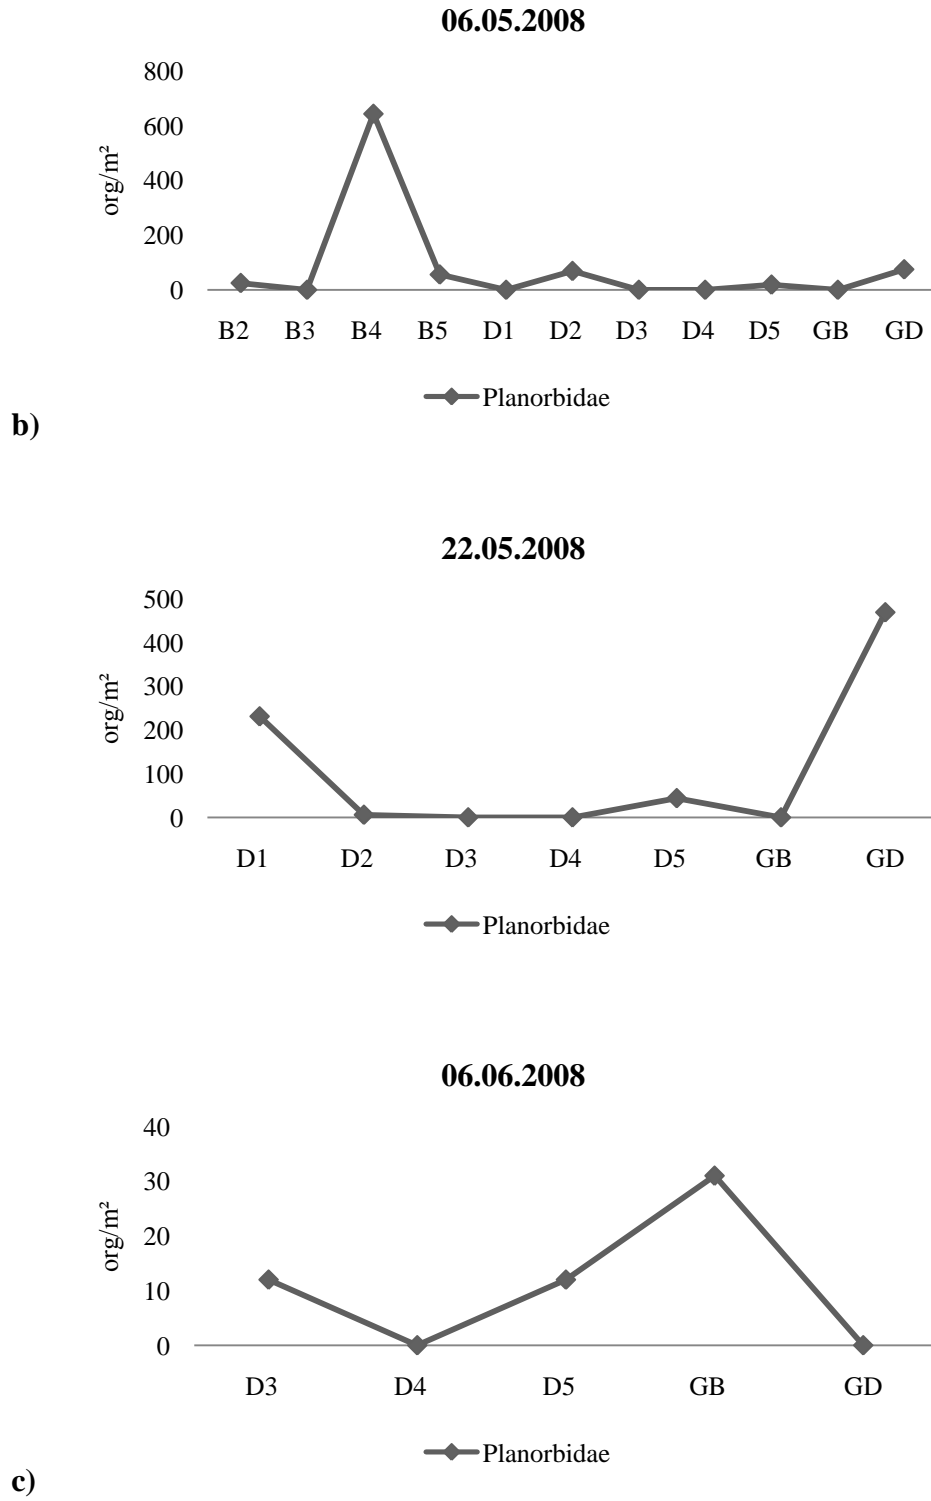 06.05.2008
800
600
400
200
0
org/m²
B2 B3 B4 B5 D1 D2 D3 D4 D5 GB GD
Planorbidae
b)
22.05.2008
500
400
300
200
100
0
org/m²
D1 D2 D3 D4 D5 GB GD
Planorbidae
06.06.2008
40
30
20
10
0
org/m²
D3 D4 D5 GB GD
Planorbidae
c)